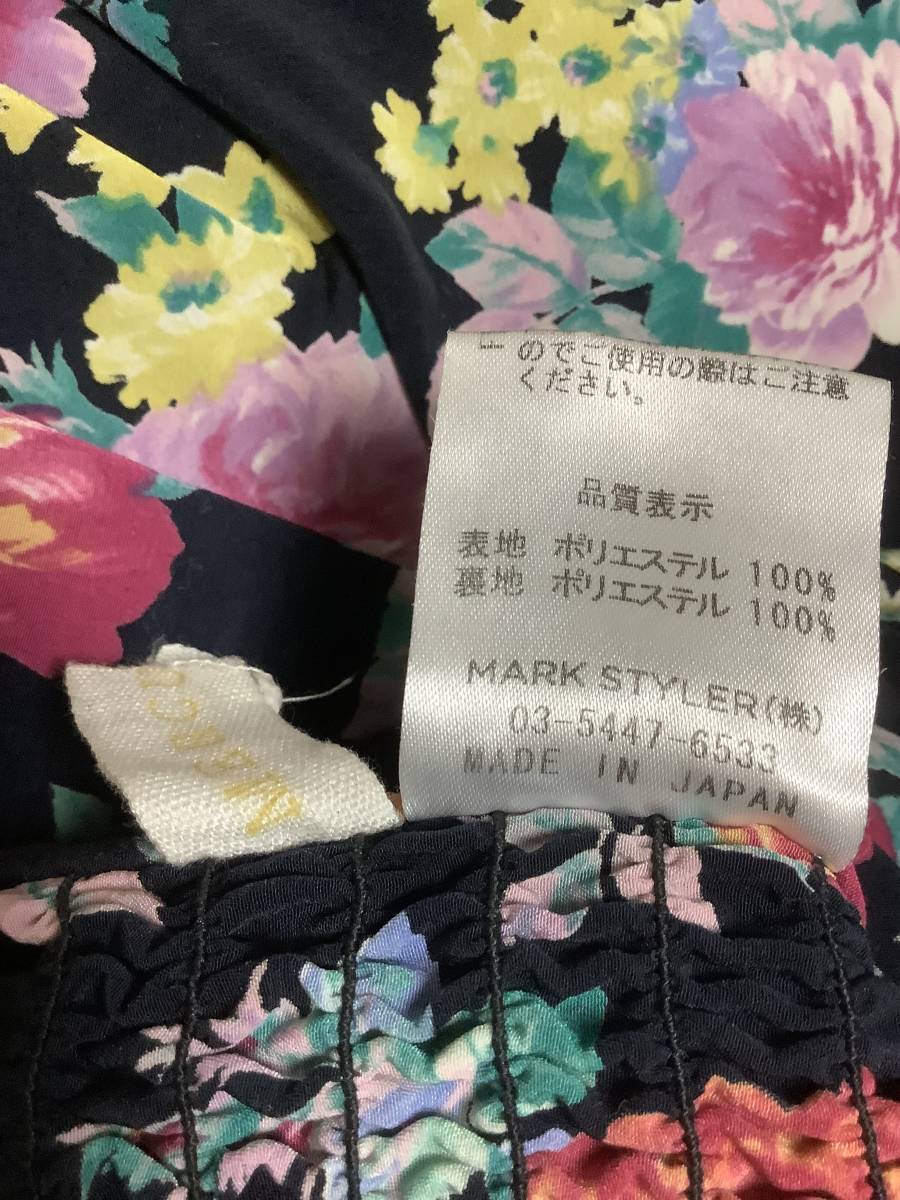 のでご使用の際はご注意
ください。
品質表示
表地 ポリエステル 100%
裏地 ポリエステル 100%
MARK STYLER(株)
03-5447-6533
MADE IN JAPAN
MERC